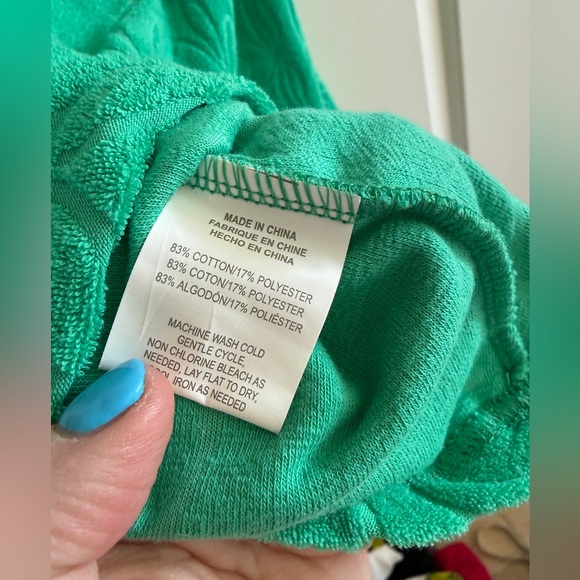 MADE IN CHINA
FABRIQUE EN CHINE
HECHO EN CHINA
83% COTTON/17% POLYESTER
83% COTON/17% POLYESTER
83% ALGODÓN/17% POLIÉSTER
MACHINE WASH COLD
GENTLE CYCLE,
NON CHLORINE BLEACH AS
NEEDED, LAY FLAT TO DRY,
IRON AS NEEDED